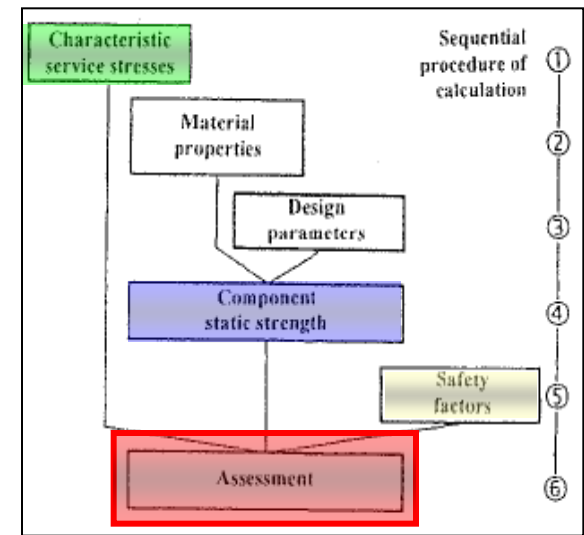 Characteristic
service stresses
Sequential
procedure of
calculation
①
Material
properties
②
Design
parameters
③
Component
static strength
④
Safety
factors
⑤
Assessment
⑥